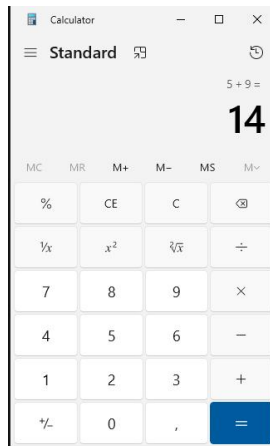 Calculator
Standard
5 + 9 =
14
MC MR M+ M− MS M˅
% CE C
¹/x x² ²√x ÷
7 8 9 ×
4 5 6 −
1 2 3 +
+/− 0 , =